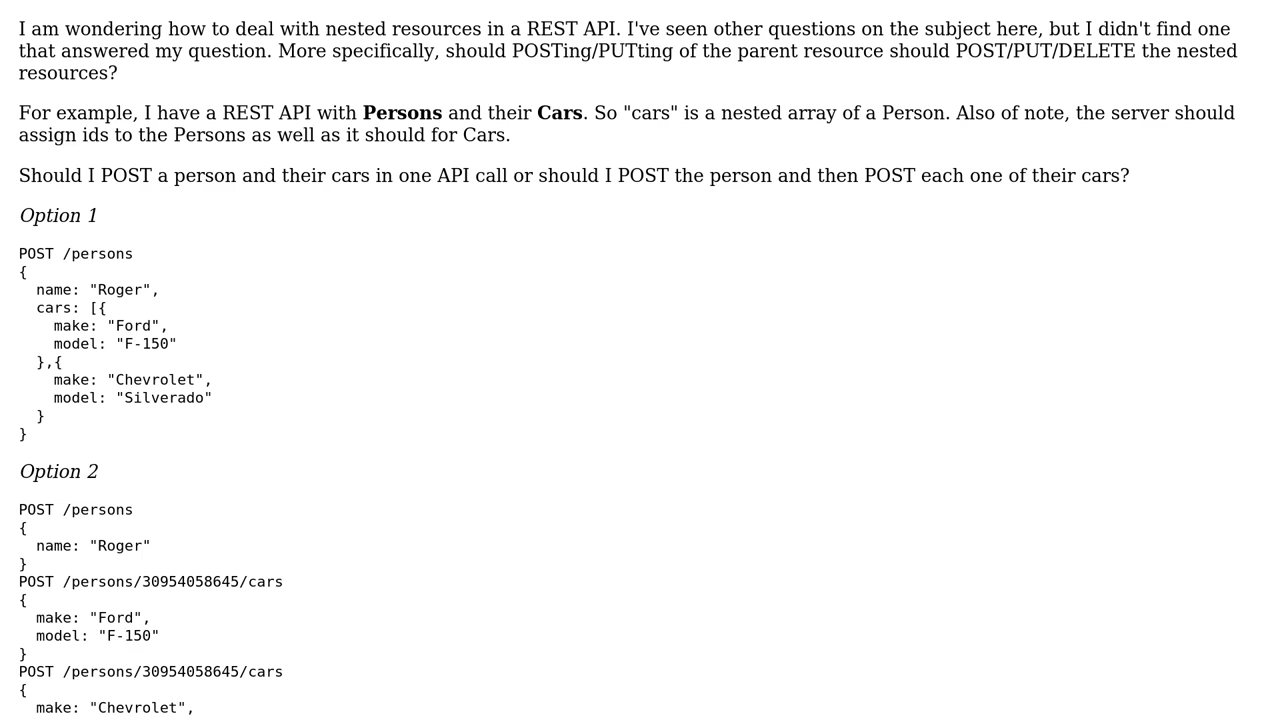 I am wondering how to deal with nested resources in a REST API. I've seen other questions on the subject here, but I didn't find one
that answered my question. More specifically, should POSTing/PUTting of the parent resource should POST/PUT/DELETE the nested
resources?
For example, I have a REST API with Persons and their Cars. So "cars" is a nested array of a Person. Also of note, the server should
assign ids to the Persons as well as it should for Cars.
Should I POST a person and their cars in one API call or should I POST the person and then POST each one of their cars?
Option 1
POST /persons
{
  name: "Roger",
  cars: [{
    make: "Ford",
    model: "F-150"
  },{
    make: "Chevrolet",
    model: "Silverado"
  }
}
Option 2
POST /persons
{
  name: "Roger"
}
POST /persons/30954058645/cars
{
  make: "Ford",
  model: "F-150"
}
POST /persons/30954058645/cars
{
  make: "Chevrolet",